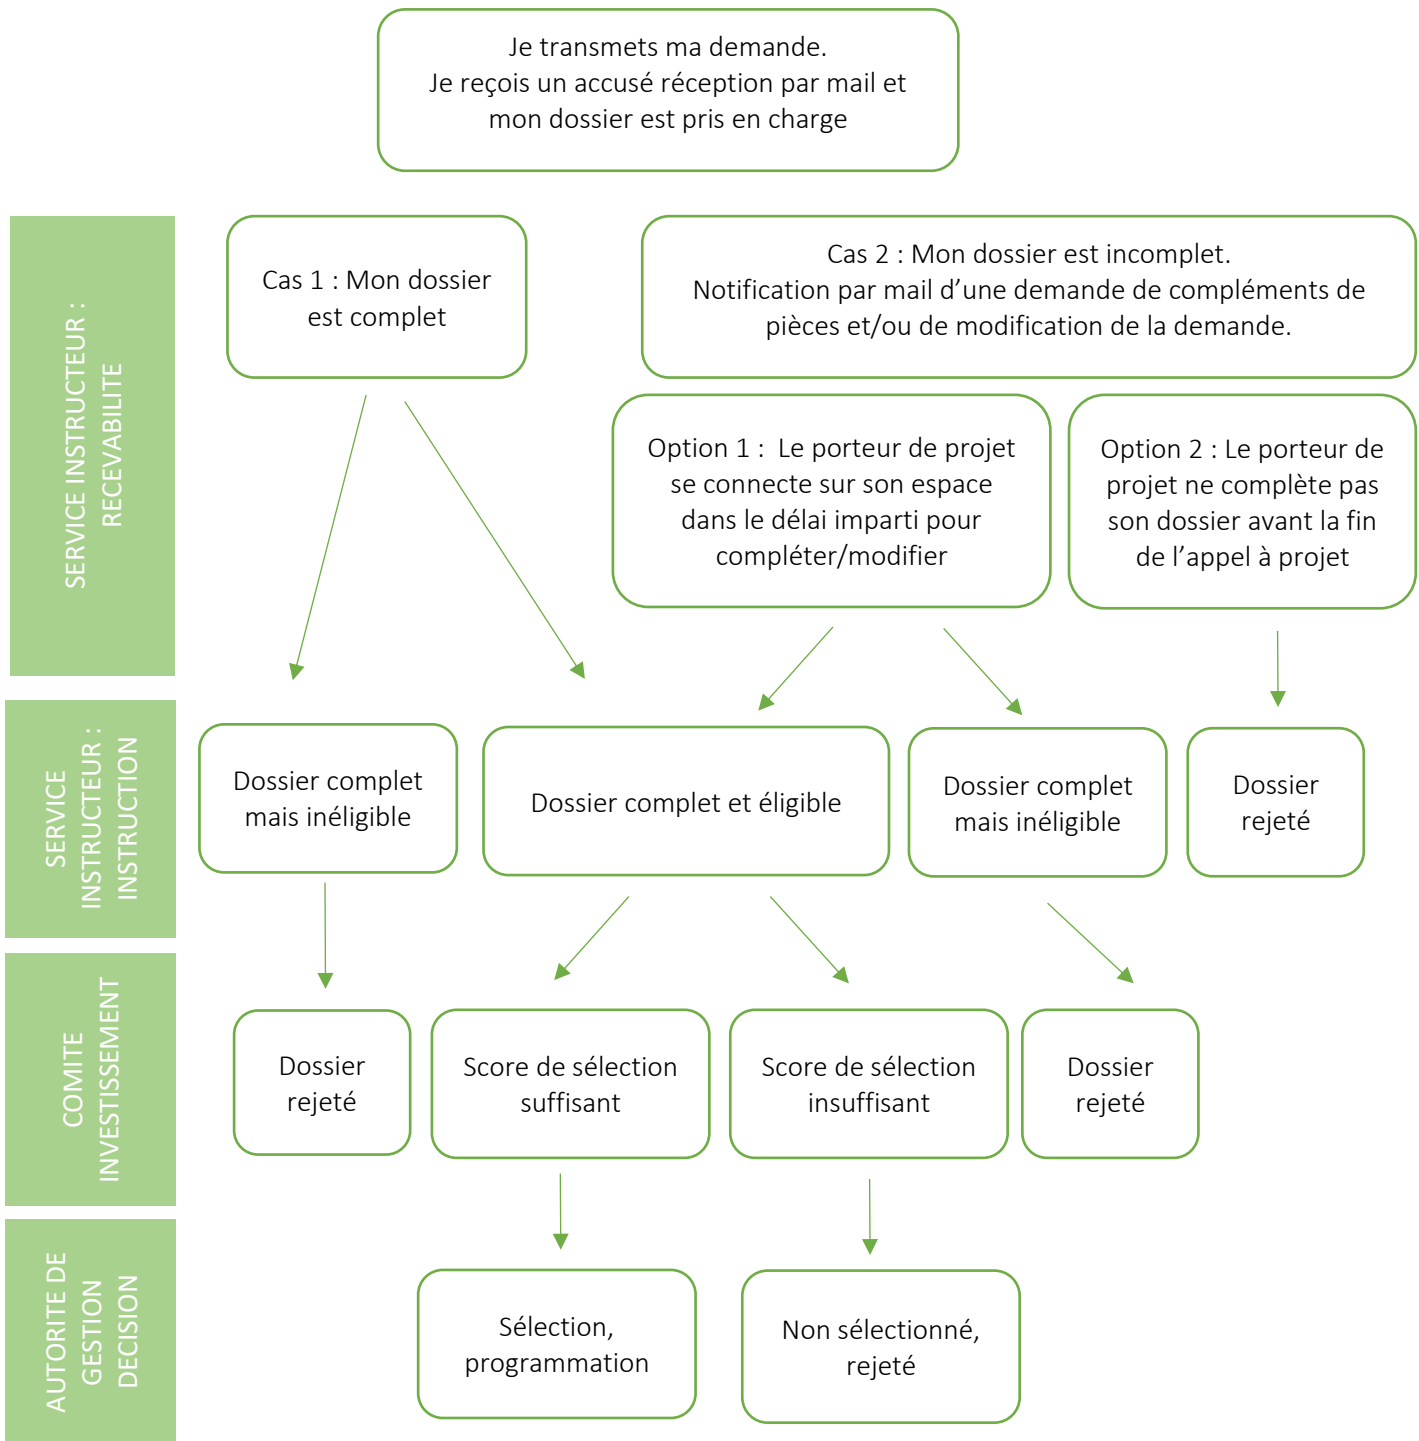 Je transmets ma demande.
Je reçois un accusé réception par mail et
mon dossier est pris en charge
SERVICE INSTRUCTEUR :
RECEVABILITE
Cas 1 : Mon dossier
est complet
Cas 2 : Mon dossier est incomplet.
Notification par mail d’une demande de compléments de
pièces et/ou de modification de la demande.
Option 1 :  Le porteur de projet
se connecte sur son espace
dans le délai imparti pour
compléter/modifier
Option 2 : Le porteur de
projet ne complète pas
son dossier avant la fin
de l’appel à projet
SERVICE
INSTRUCTEUR :
INSTRUCTION
Dossier complet
mais inéligible
Dossier complet et éligible
Dossier complet
mais inéligible
Dossier
rejeté
COMITE
INVESTISSEMENT
Dossier
rejeté
Score de sélection
suffisant
Score de sélection
insuffisant
Dossier
rejeté
AUTORITE DE
GESTION
DECISION
Sélection,
programmation
Non sélectionné,
rejeté